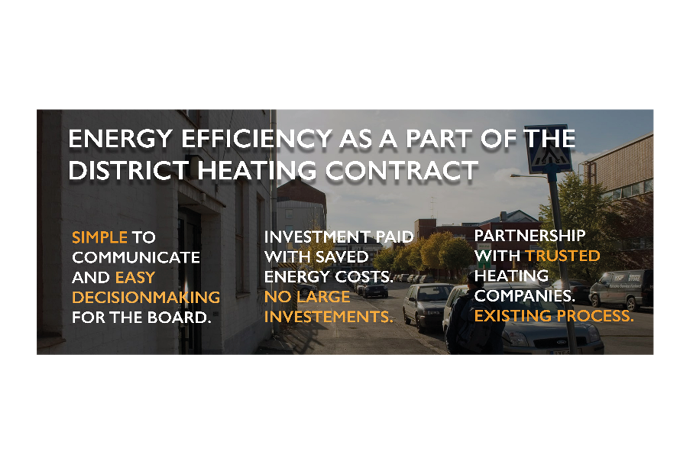 ENERGY EFFICIENCY AS A PART OF THE
DISTRICT HEATING CONTRACT
SIMPLE TO
COMMUNICATE
AND EASY
DECISIONMAKING
FOR THE BOARD.
INVESTMENT PAID
WITH SAVED
ENERGY COSTS.
NO LARGE
INVESTEMENTS.
PARTNERSHIP
WITH TRUSTED
HEATING
COMPANIES.
EXISTING PROCESS.